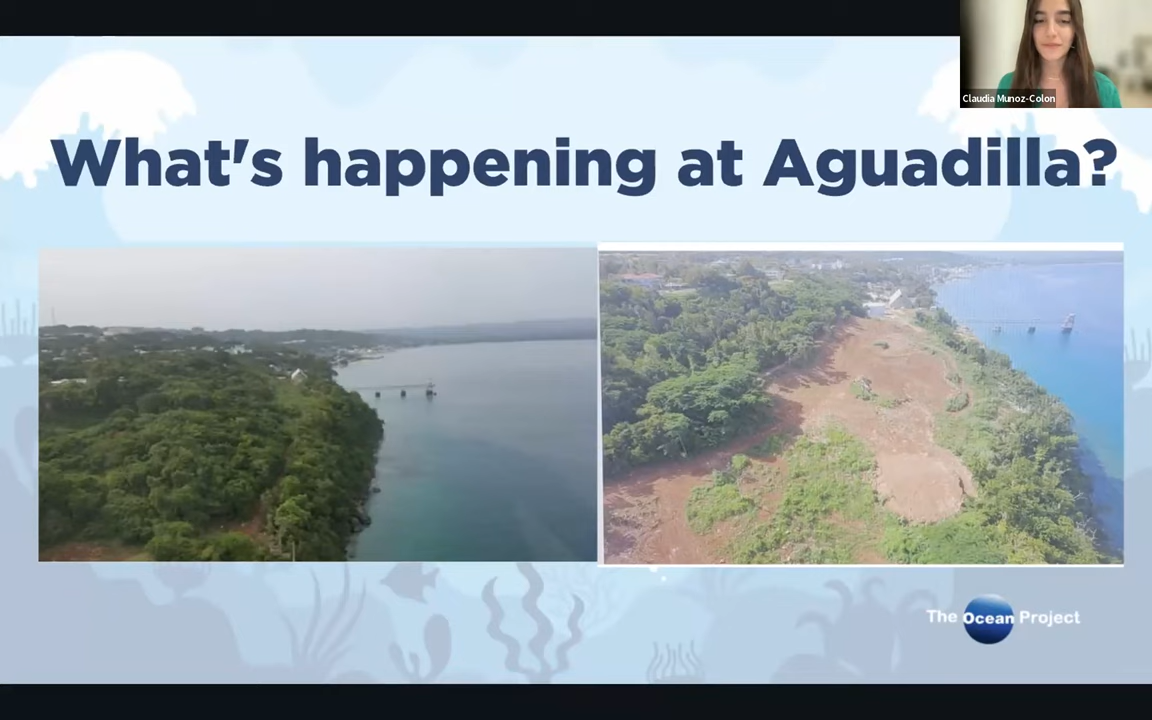 Claudia Munoz-Colon
What's happening at Aguadilla?
The Ocean Project